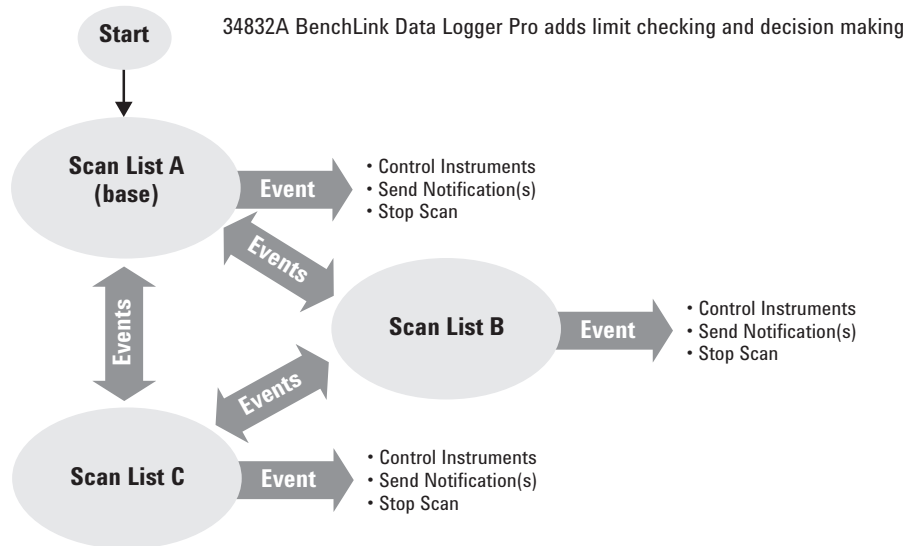 34832A BenchLink Data Logger Pro adds limit checking and decision making
Start
Scan List A
(base)
Event
• Control Instruments
• Send Notification(s)
• Stop Scan
Events
Events
Scan List B
Event
• Control Instruments
• Send Notification(s)
• Stop Scan
Events
Scan List C
Event
• Control Instruments
• Send Notification(s)
• Stop Scan